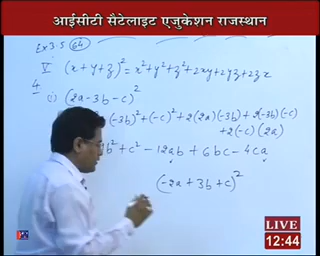 आईसीटी सैटेलाइट एजुकेशन राजस्थान
Ex 3.5 64
V (x+y+z)² = x²+y²+z²+2xy+2yz+2zx
4
(i) (2a-3b-c)²
(-3b)²+(-c)²+2(2a)(-3b)+2(-3b)(-c)
+2(-c)(2a)
b²+c²-12ab+6bc-4ca
(-2a+3b+c)²
LIVE
12:44